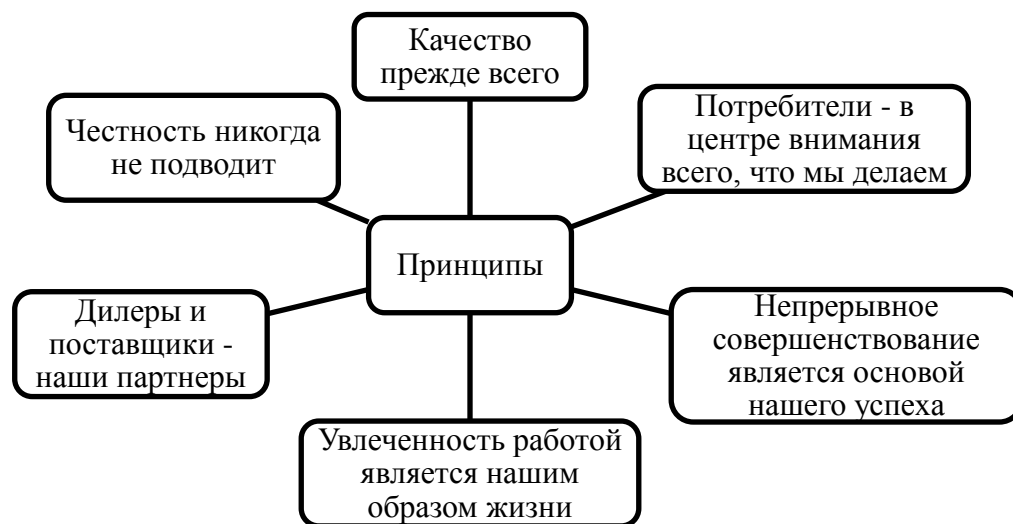 Качество
прежде всего
Честность никогда
не подводит
Потребители - в
центре внимания
всего, что мы делаем
Принципы
Дилеры и
поставщики -
наши партнеры
Непрерывное
совершенствование
является основой
нашего успеха
Увлеченность работой
является нашим
образом жизни